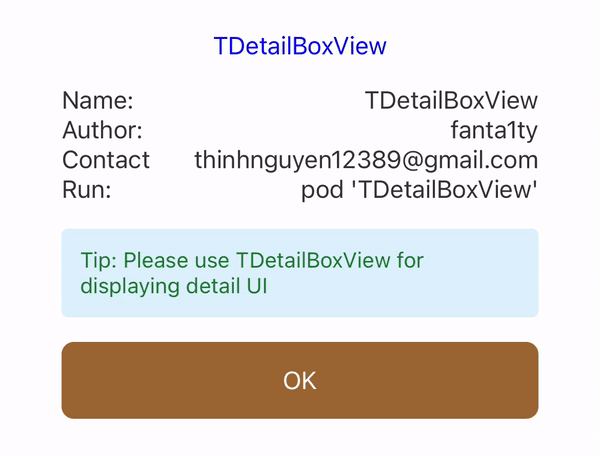 TDetailBoxView
Name: TDetailBoxView
Author: fanta1ty
Contact thinhnguyen12389@gmail.com
Run: pod 'TDetailBoxView'
Tip: Please use TDetailBoxView for
displaying detail UI
OK